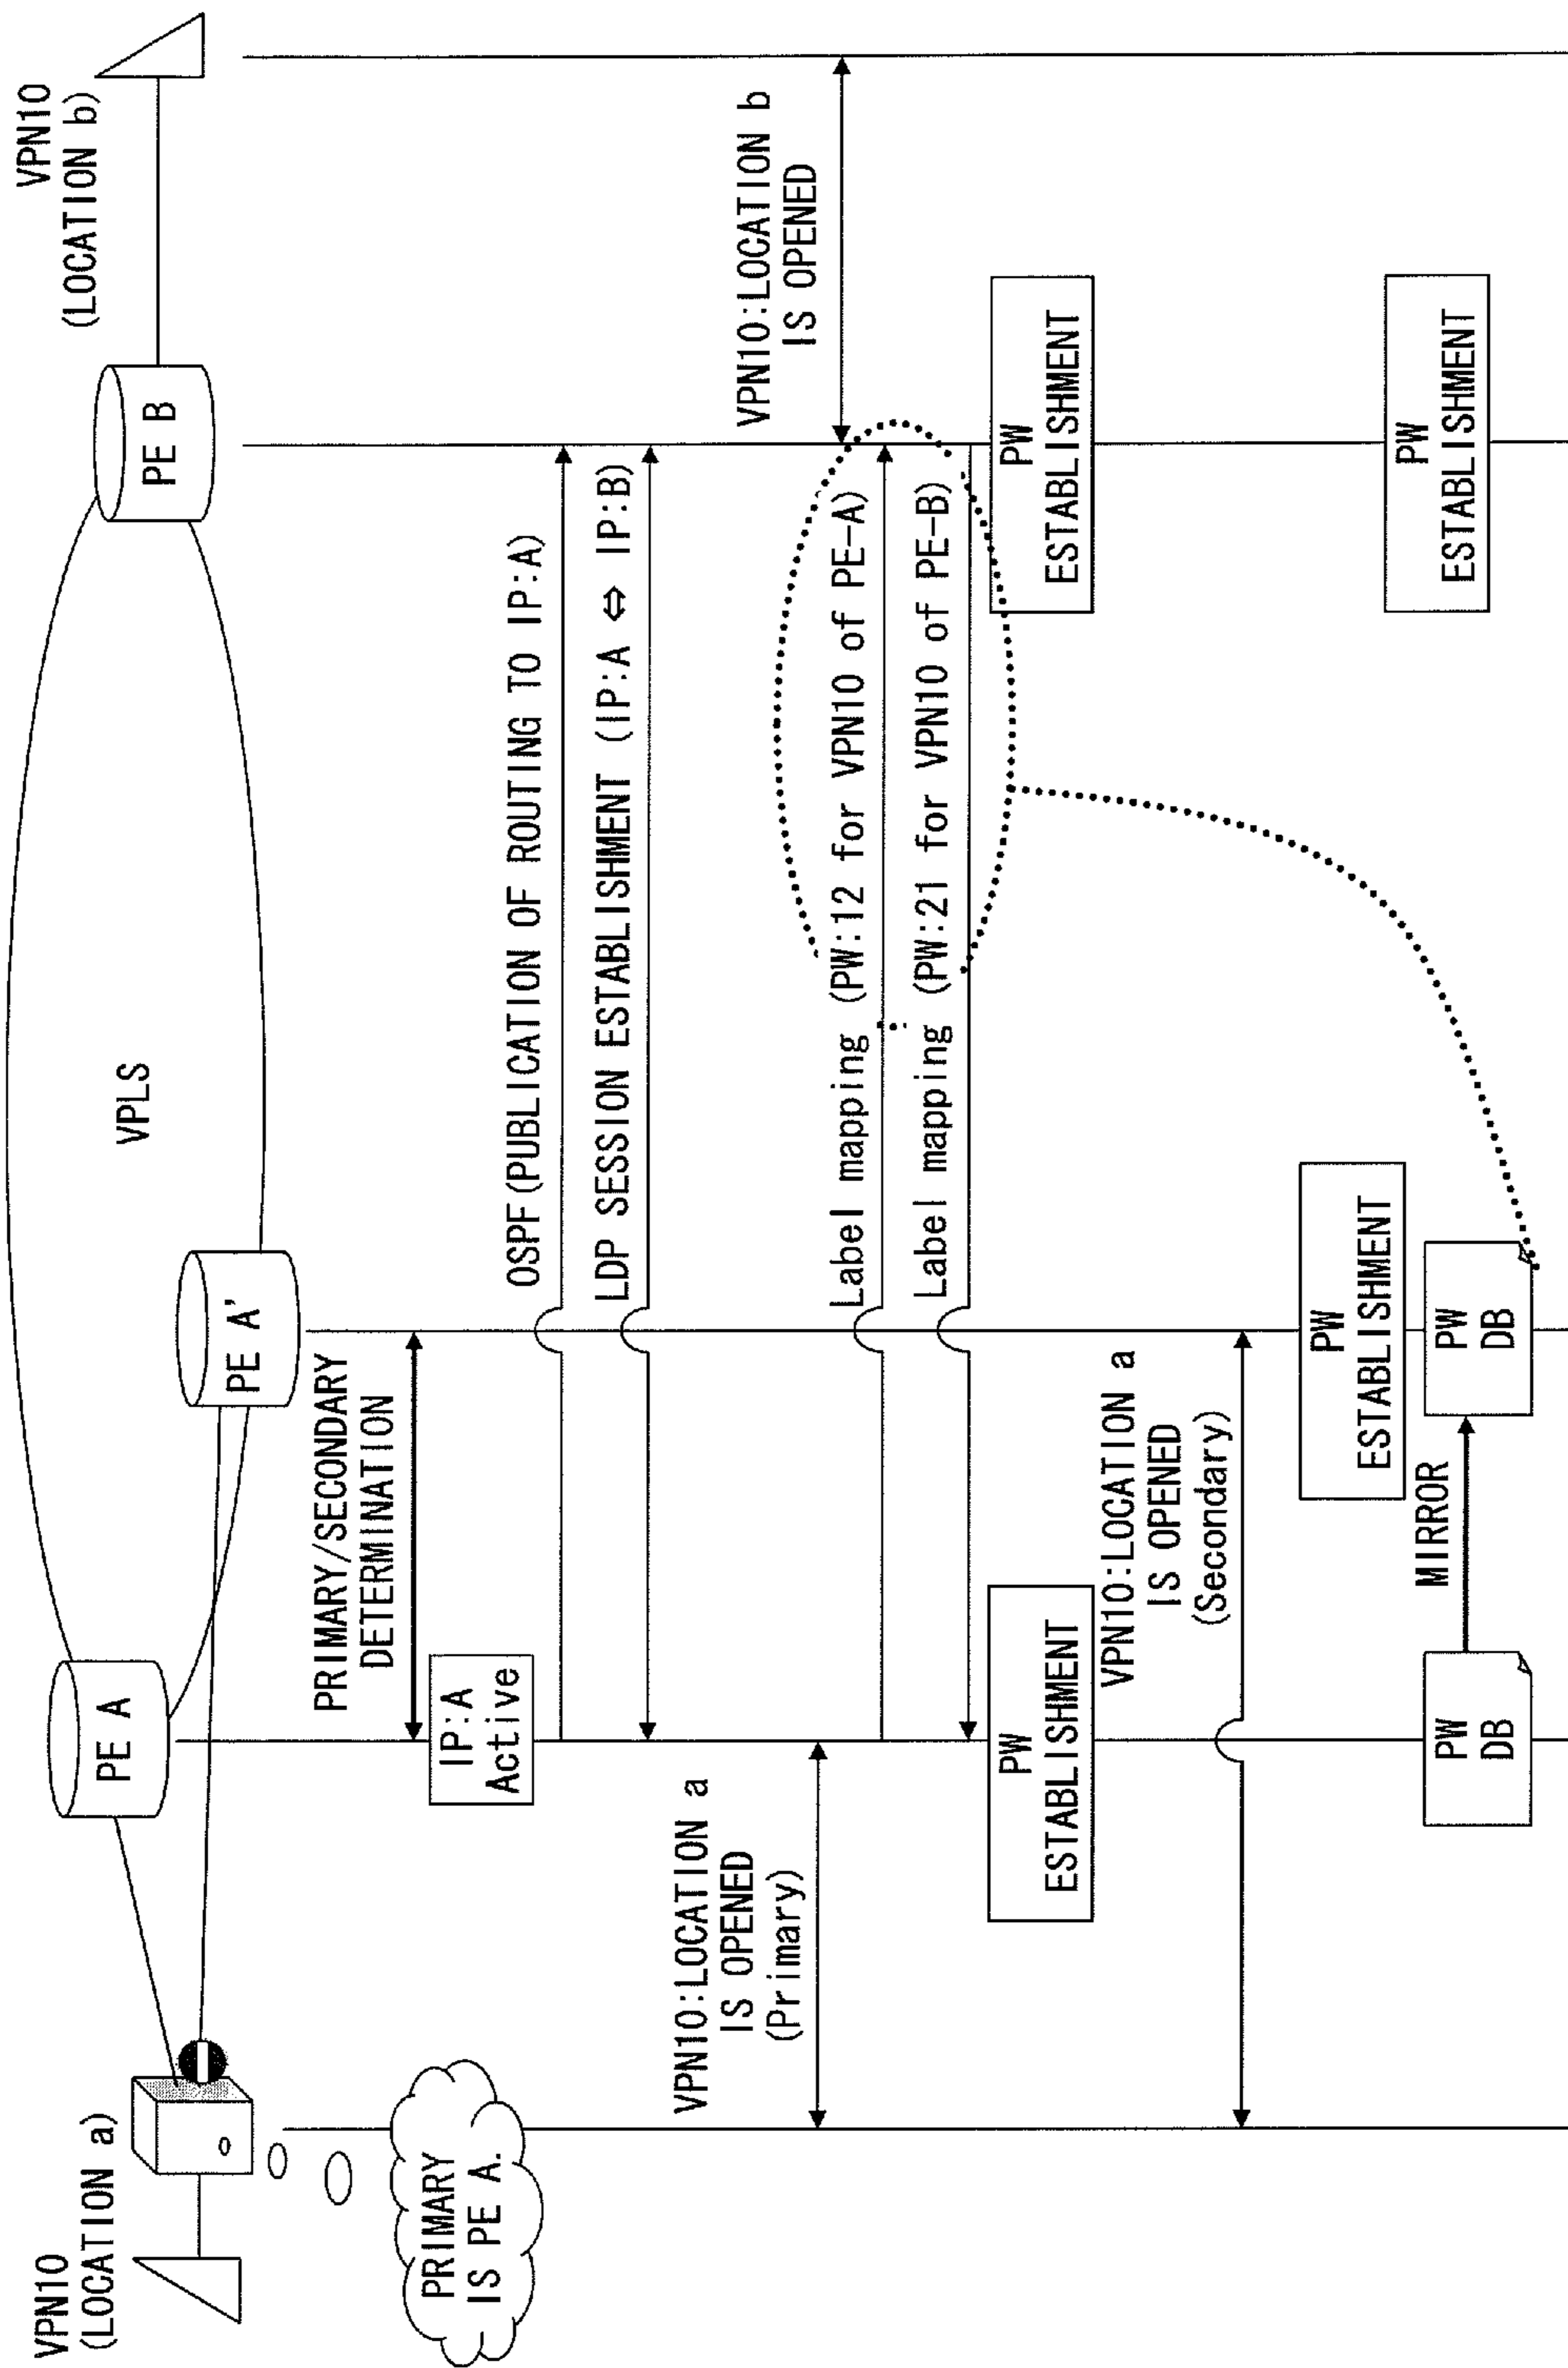 VPN10
(LOCATION a)
PE A
PE A'
VPLS
PE B
VPN10
(LOCATION b)
PRIMARY
IS PE A.
PRIMARY/SECONDARY
DETERMINATION
IP:A
Active
OSPF(PUBLICATION OF ROUTING TO IP:A)
LDP SESSION ESTABLISHMENT (IP:A ⇔ IP:B)
VPN10:LOCATION a
IS OPENED
(Primary)
VPN10:LOCATION b
IS OPENED
Label mapping (PW:12 for VPN10 of PE-A)
Label mapping (PW:21 for VPN10 of PE-B)
PW
ESTABLISHMENT
PW
ESTABLISHMENT
VPN10:LOCATION a
IS OPENED
(Secondary)
PW
ESTABLISHMENT
PW
ESTABLISHMENT
PW
DB
MIRROR
PW
DB